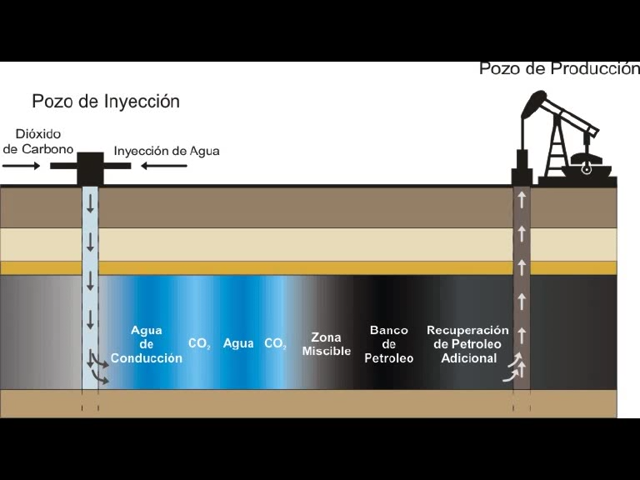 Pozo de Producción
Pozo de Inyección
Dióxido
de Carbono
Inyección de Agua
Agua
de
Conducción
CO₂
Agua
CO₂
Zona
Miscible
Banco
de
Petroleo
Recuperación
de Petroleo
Adicional